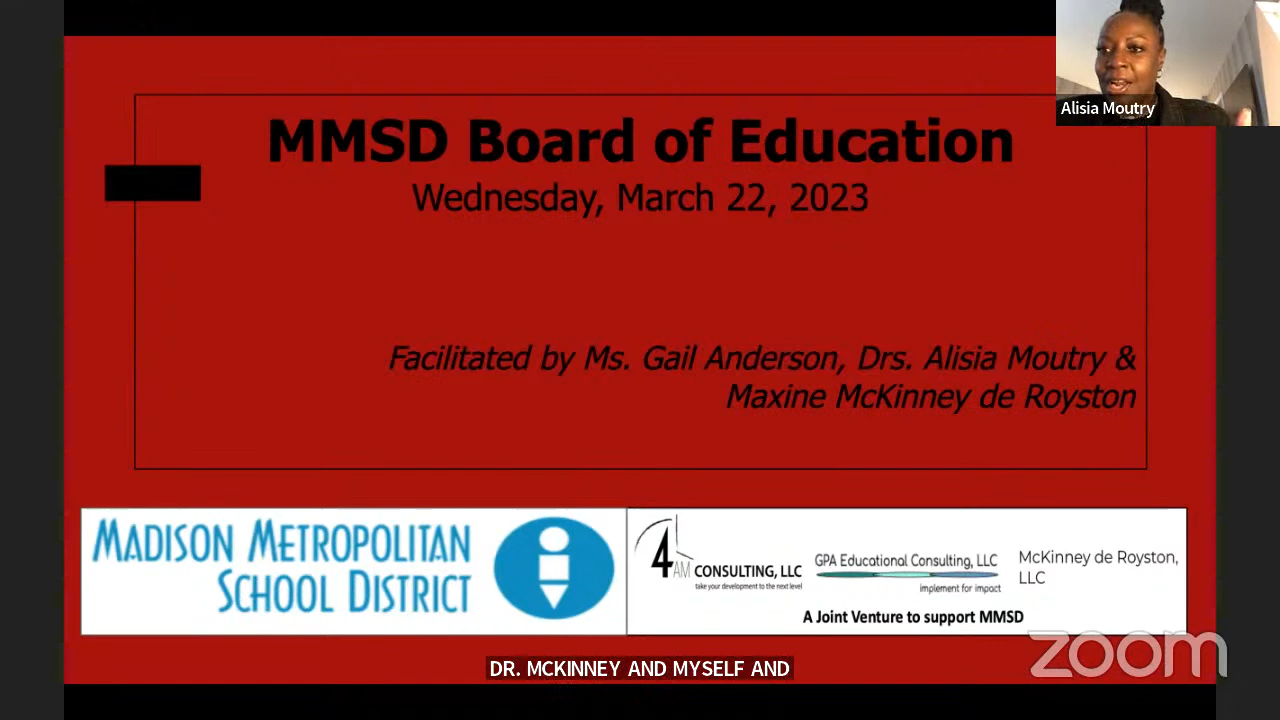 Alisia Moutry
MMSD Board of Education
Wednesday, March 22, 2023
Facilitated by Ms. Gail Anderson, Drs. Alisia Moutry &
Maxine McKinney de Royston
MADISON METROPOLITAN
SCHOOL DISTRICT
4AM CONSULTING, LLC
take your development to the next level
GPA Educational Consulting, LLC
implement for impact
McKinney de Royston,
LLC
A Joint Venture to support MMSD
zoom
DR. MCKINNEY AND MYSELF AND